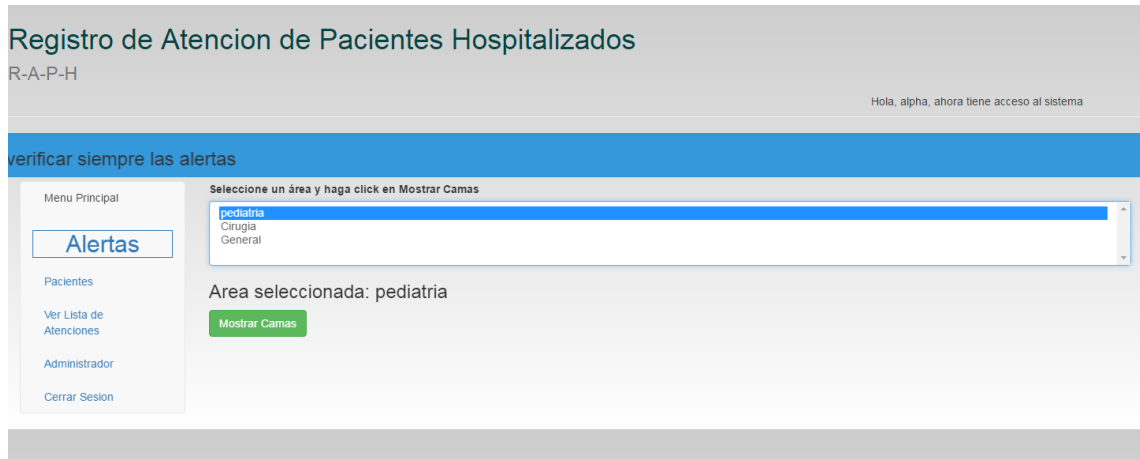 Registro de Atencion de Pacientes Hospitalizados
R-A-P-H
Hola, alpha, ahora tiene acceso al sistema
verificar siempre las alertas
Menu Principal
Alertas
Pacientes
Ver Lista de
Atenciones
Administrador
Cerrar Sesion
Seleccione un área y haga click en Mostrar Camas
pediatria
Cirugia
General
Area seleccionada: pediatria
Mostrar Camas